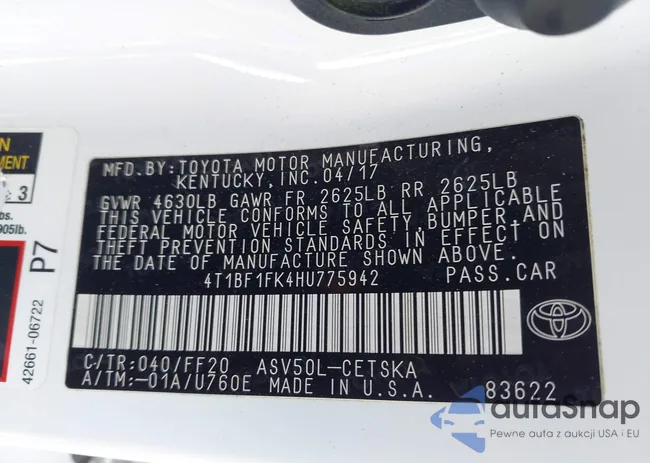 MFD.BY:TOYOTA MOTOR MANUFACTURING,
KENTUCKY,INC.04/17
GVWR 4630LB GAWR FR 2625LB RR 2625LB
THIS VEHICLE CONFORMS TO ALL APPLICABLE
FEDERAL MOTOR VEHICLE SAFETY,BUMPER,AND
THEFT PREVENTION STANDARDS IN EFFECT ON
THE DATE OF MANUFACTURE SHOWN ABOVE.
4T1BF1FK4HU775942 PASS.CAR
C/TR:040/FF20 ASV50L-CETSKA
A/TM:-01A/U760E MADE IN U.S.A.
83622
3
905lb.
P7
42661-06722
autoSnap
Pewne auta z aukcji USA i EU